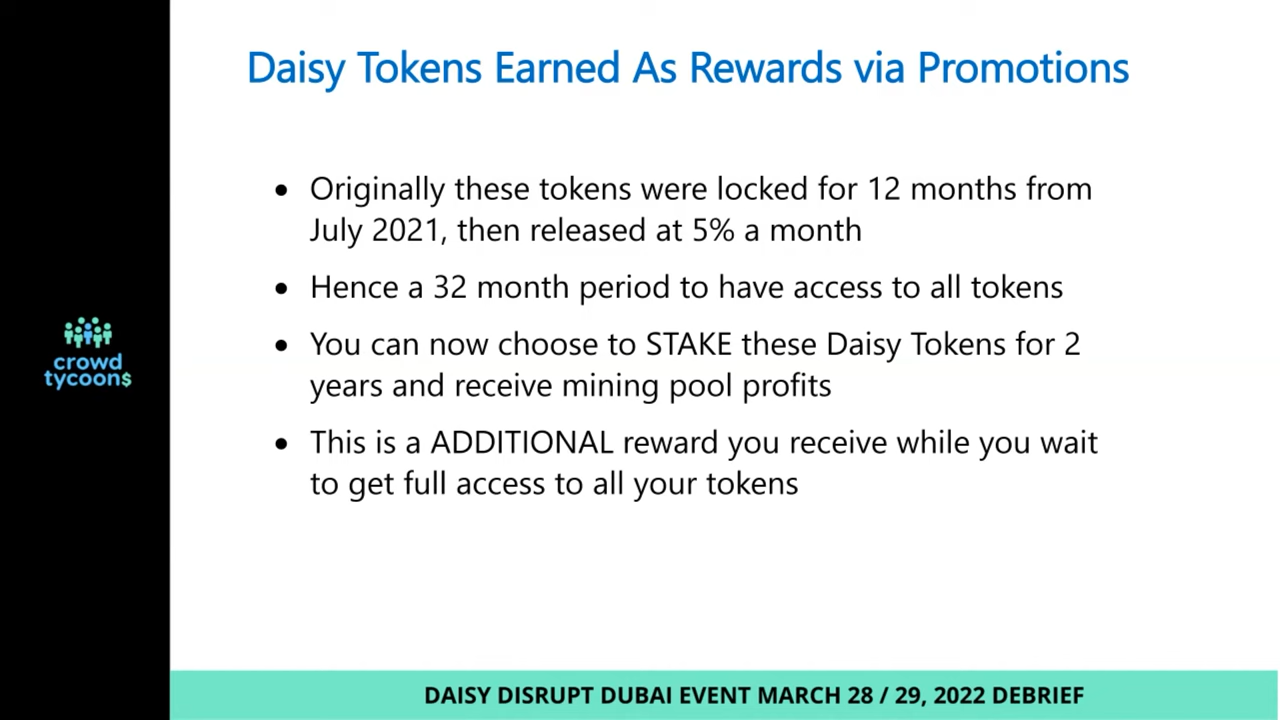 Daisy Tokens Earned As Rewards via Promotions
• Originally these tokens were locked for 12 months from
July 2021, then released at 5% a month
• Hence a 32 month period to have access to all tokens
• You can now choose to STAKE these Daisy Tokens for 2
years and receive mining pool profits
• This is a ADDITIONAL reward you receive while you wait
to get full access to all your tokens
crowd
tycoon$
DAISY DISRUPT DUBAI EVENT MARCH 28 / 29, 2022 DEBRIEF